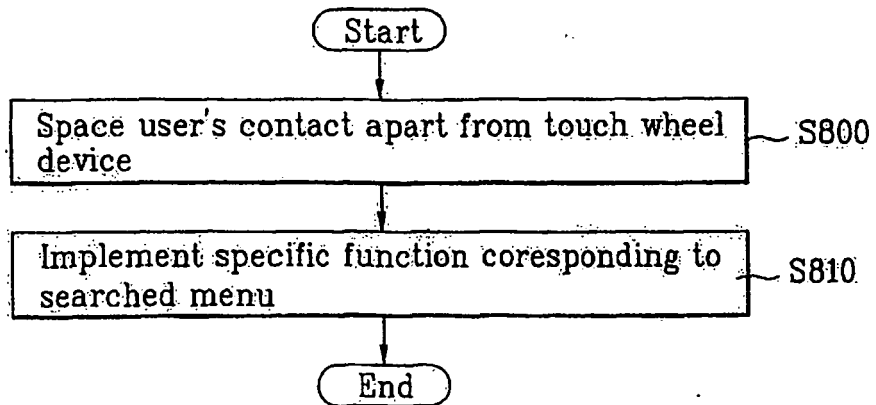 Start
Space user's contact apart from touch wheel
device
S800
Implement specific function coresponding to
searched menu
S810
End